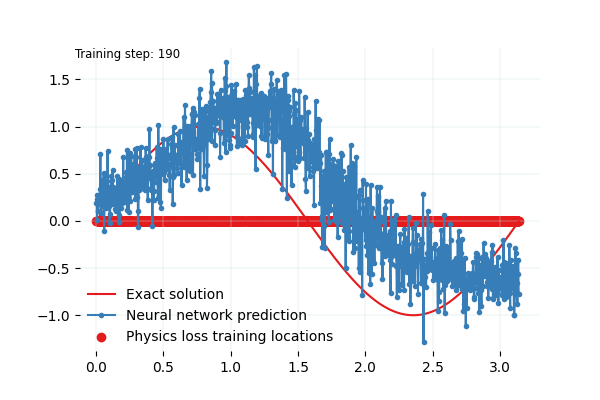 Training step: 190
1.5
1.0
0.5
0.0
−0.5
−1.0
Exact solution
Neural network prediction
Physics loss training locations
0.0 0.5 1.0 1.5 2.0 2.5 3.0